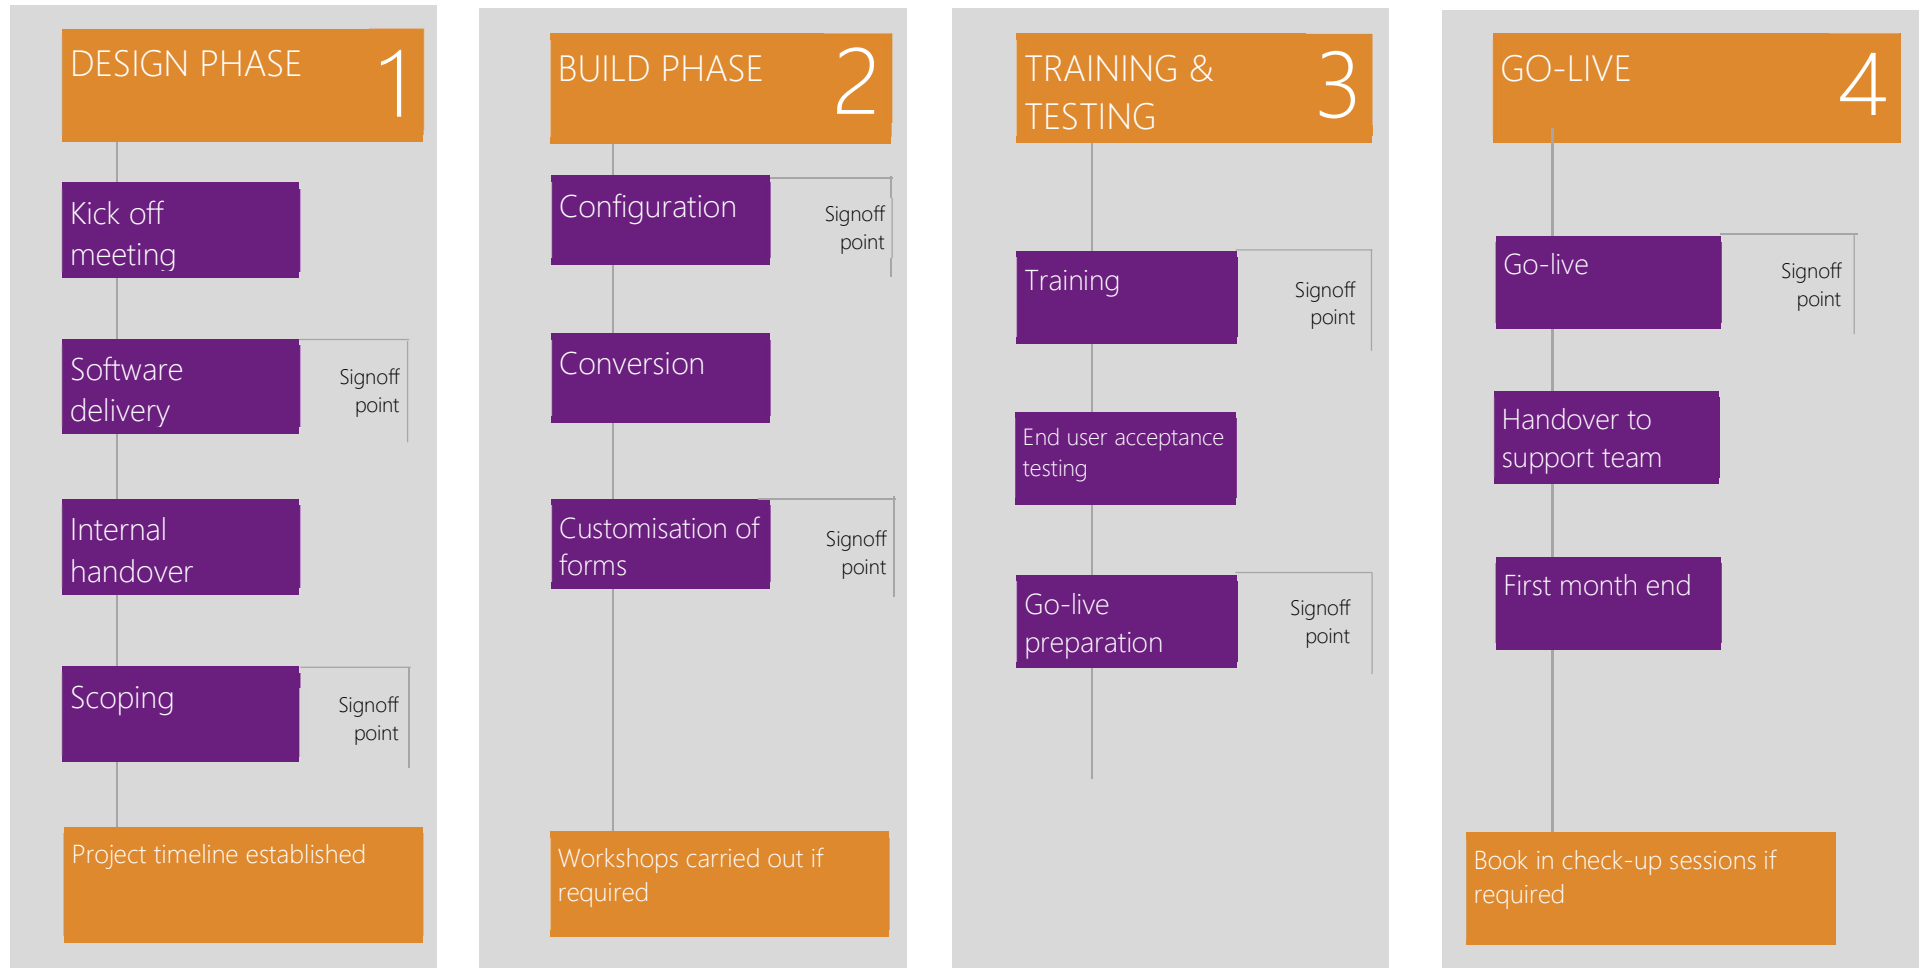 DESIGN PHASE
1
Kick off
meeting
Software
delivery
Signoff
point
Internal
handover
Scoping
Signoff
point
Project timeline established
BUILD PHASE
2
Configuration
Signoff
point
Conversion
Customisation of
forms
Signoff
point
Workshops carried out if
required
TRAINING &
TESTING
3
Training
Signoff
point
End user acceptance
testing
Go-live
preparation
Signoff
point
GO-LIVE
4
Go-live
Signoff
point
Handover to
support team
First month end
Book in check-up sessions if
required